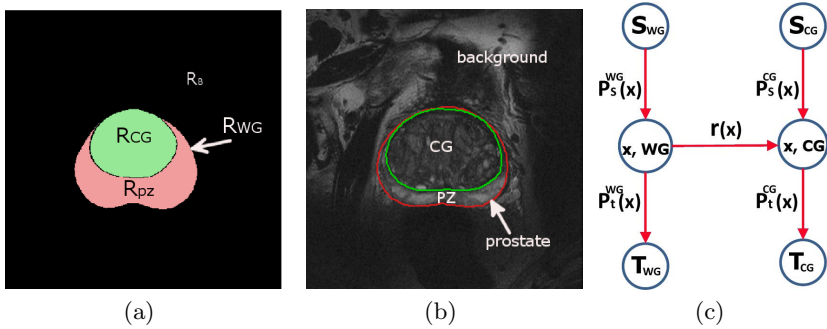 R_B
R_CG
R_WG
R_pz
(a)
background
CG
PZ
prostate
(b)
S_WG
S_CG
P_S^WG(x)
P_S^CG(x)
x, WG
r(x)
x, CG
P_t^WG(x)
P_t^CG(x)
T_WG
T_CG
(c)